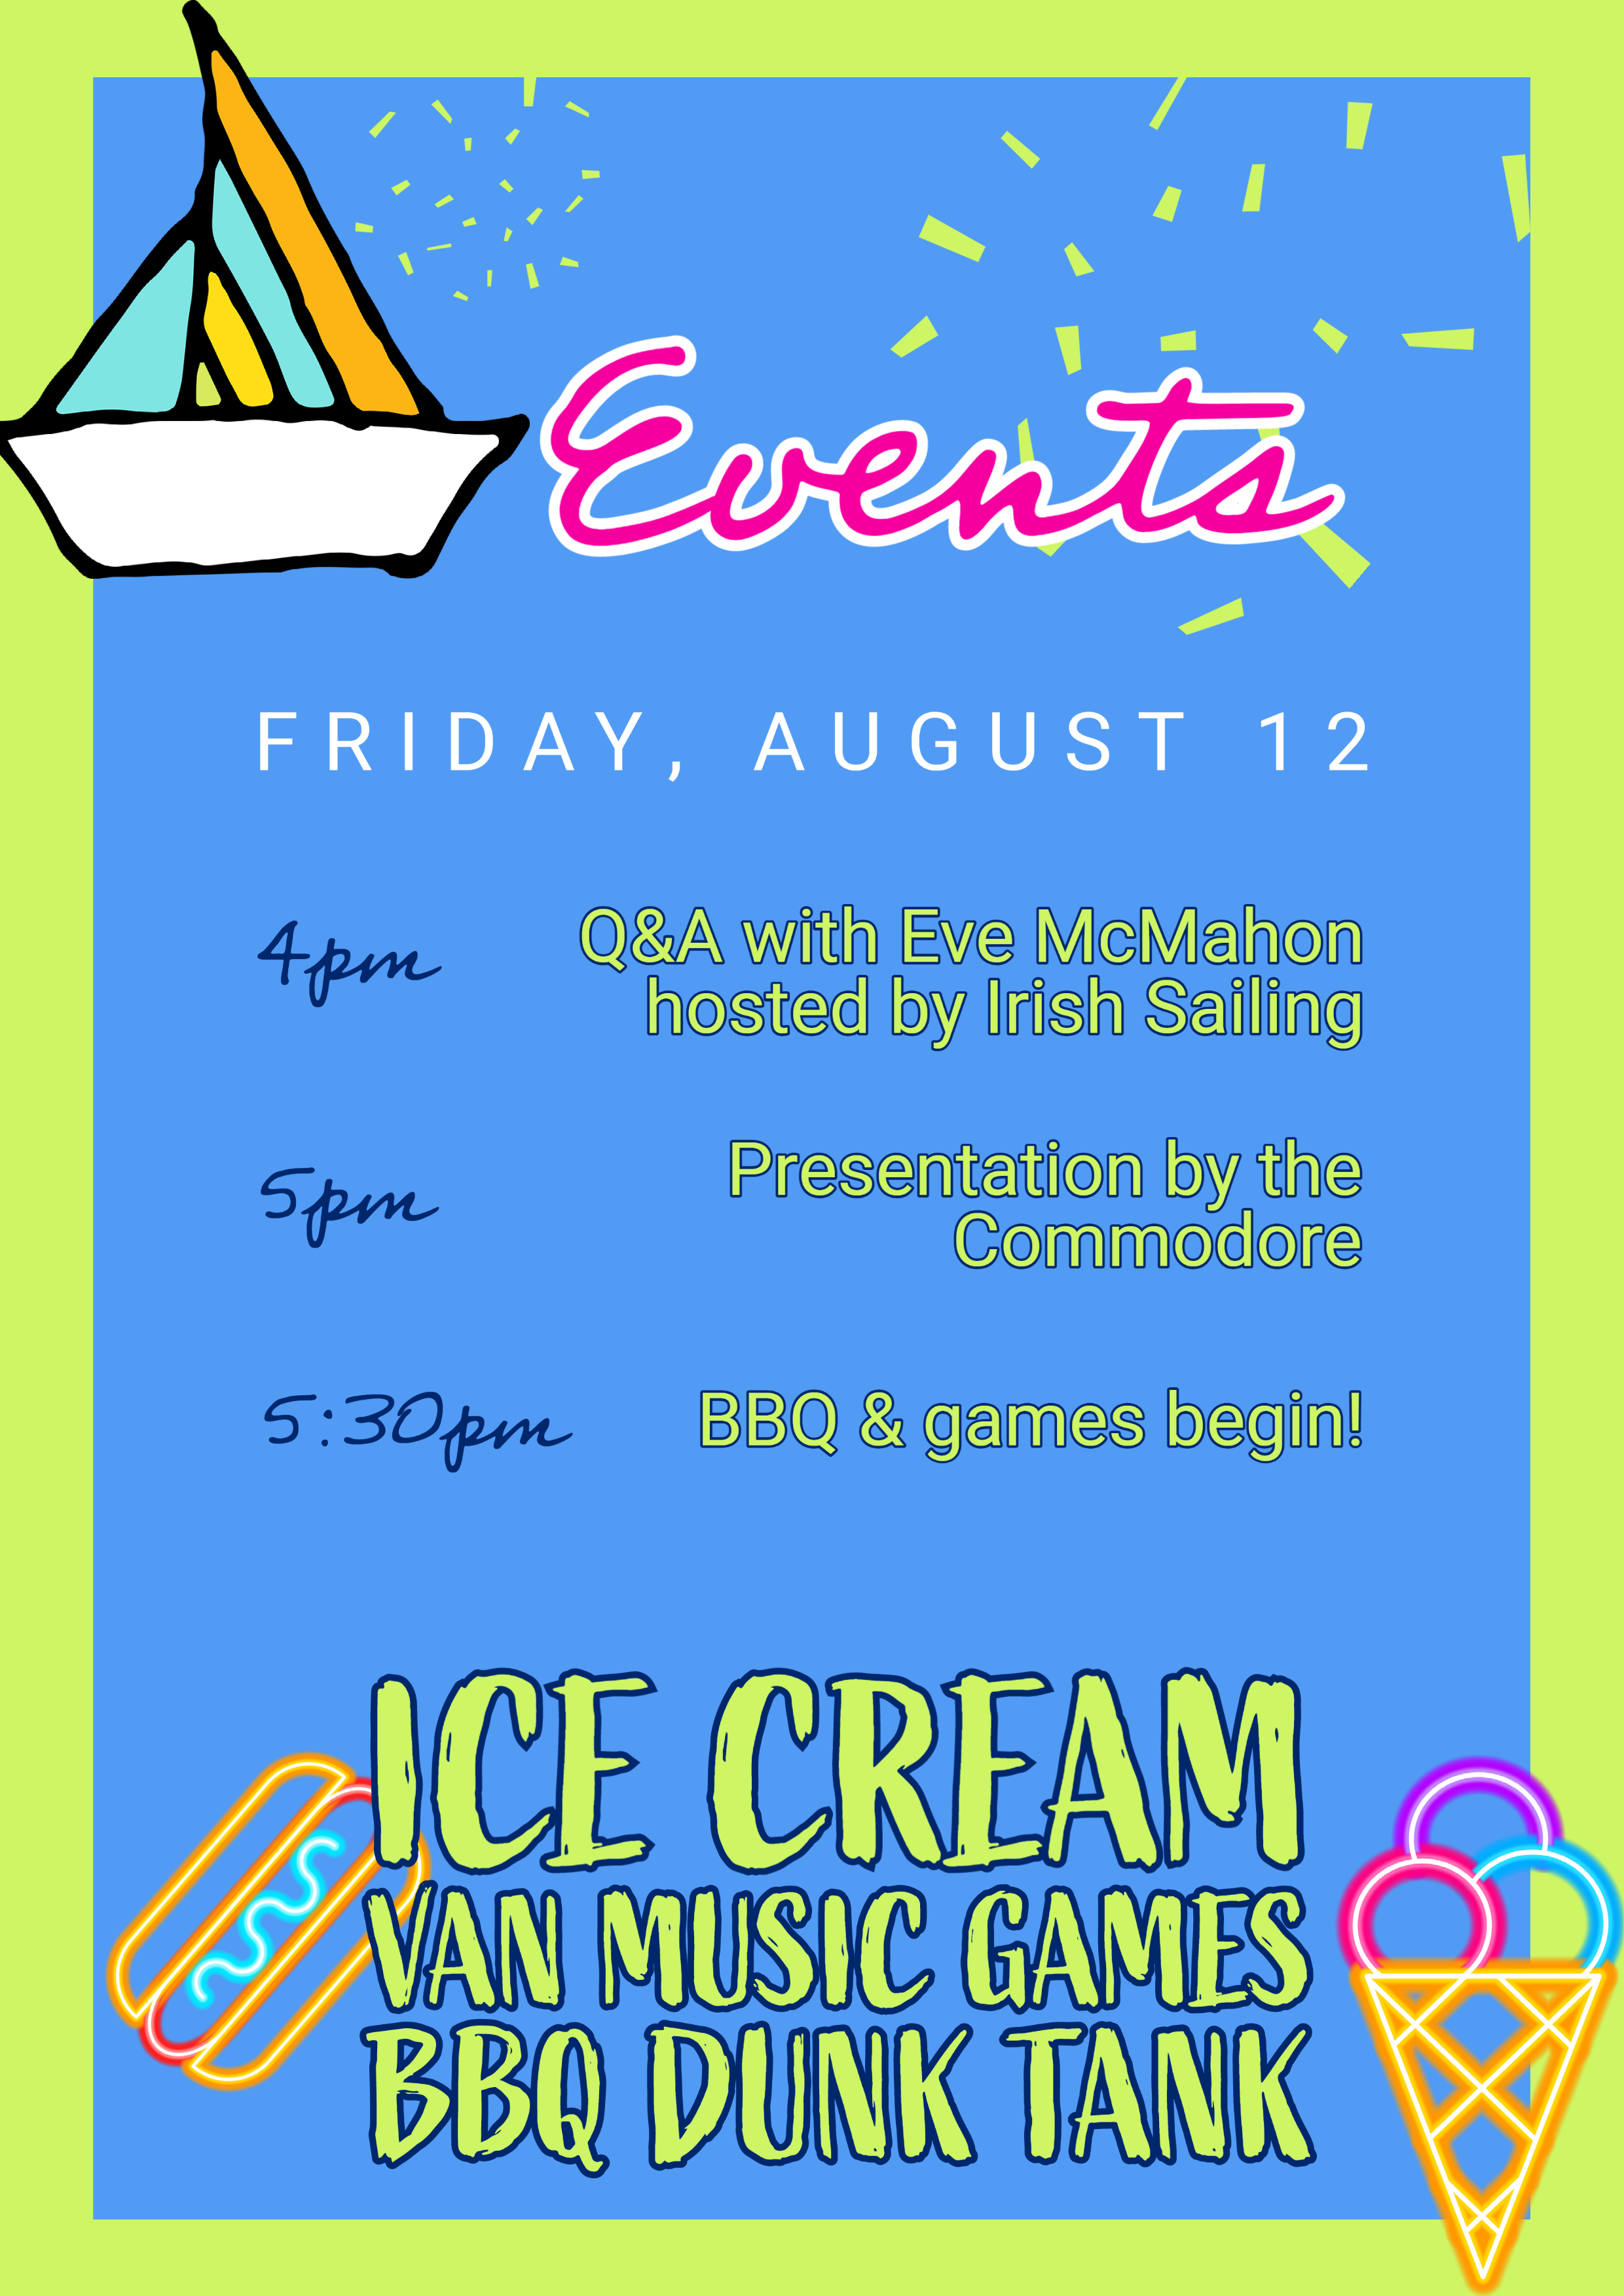 Events
FRIDAY, AUGUST 12
4pm
Q&A with Eve McMahon
hosted by Irish Sailing
5pm
Presentation by the
Commodore
5:30pm
BBQ & games begin!
ICE CREAM
VAN MUSIC GAMES
BBQ DUNK TANK